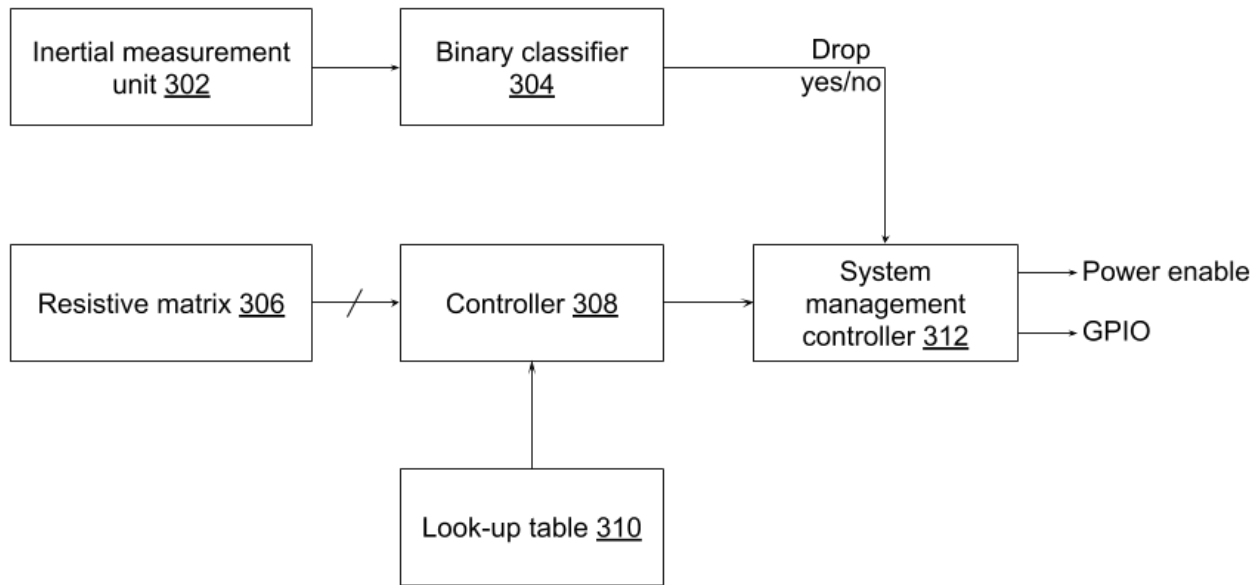 Inertial measurement
unit 302
Binary classifier
304
Drop
yes/no
Resistive matrix 306
Controller 308
System
management
controller 312
Power enable
GPIO
Look-up table 310